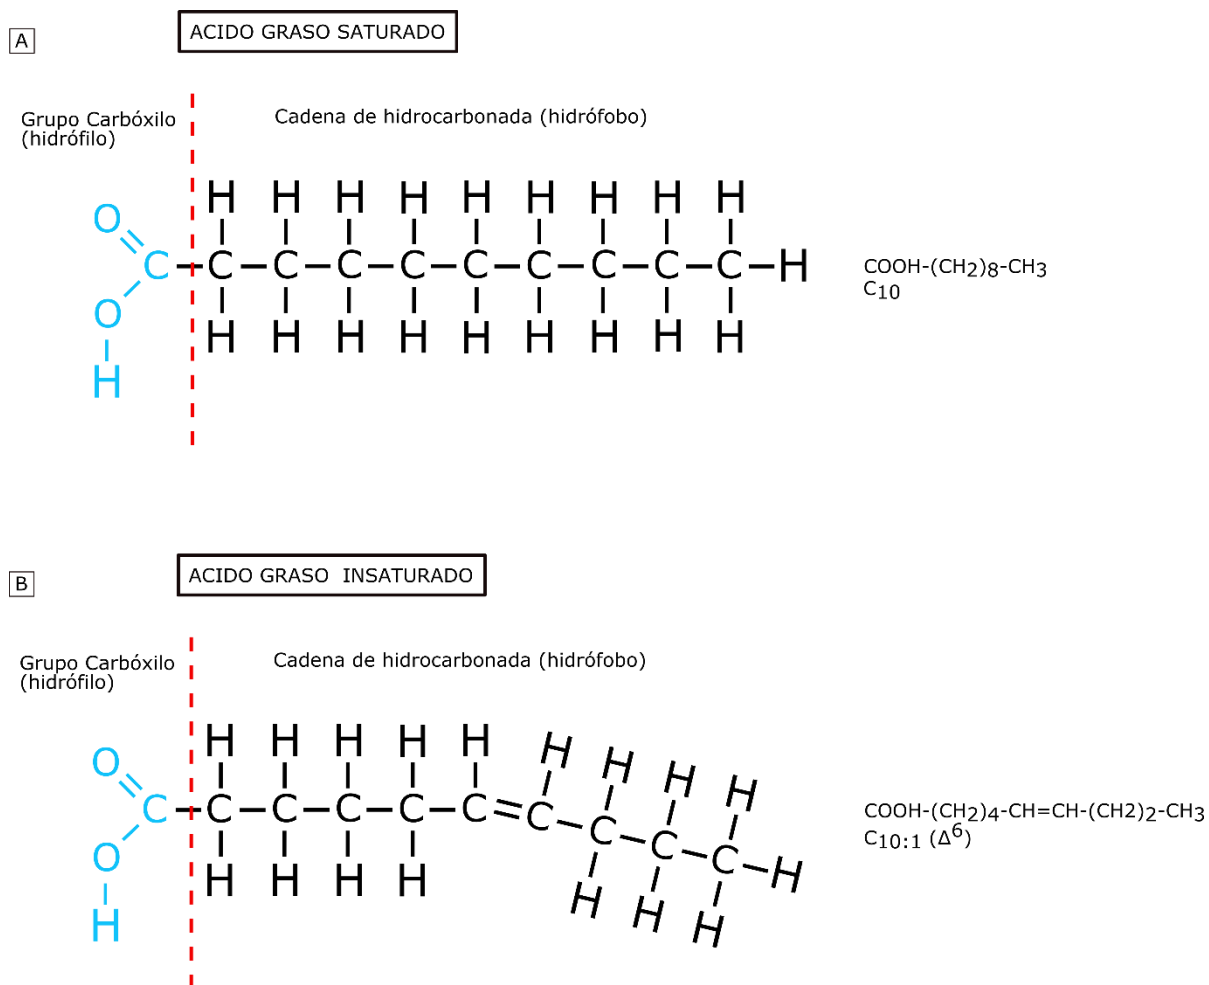 A
ACIDO GRASO SATURADO
Grupo Carbóxilo
(hidrófilo)
Cadena de hidrocarbonada (hidrófobo)
H H H H H H H H H
O
C C C C C C C C C C H
O
H H H H H H H H H
H
COOH-(CH2)8-CH3
C10
B
ACIDO GRASO INSATURADO
Grupo Carbóxilo
(hidrófilo)
Cadena de hidrocarbonada (hidrófobo)
H H H H H H H H H
O
C C C C C C C C C C H
O
H H H H H H H
H
COOH-(CH2)4-CH=CH-(CH2)2-CH3
C10:1 (Δ6)